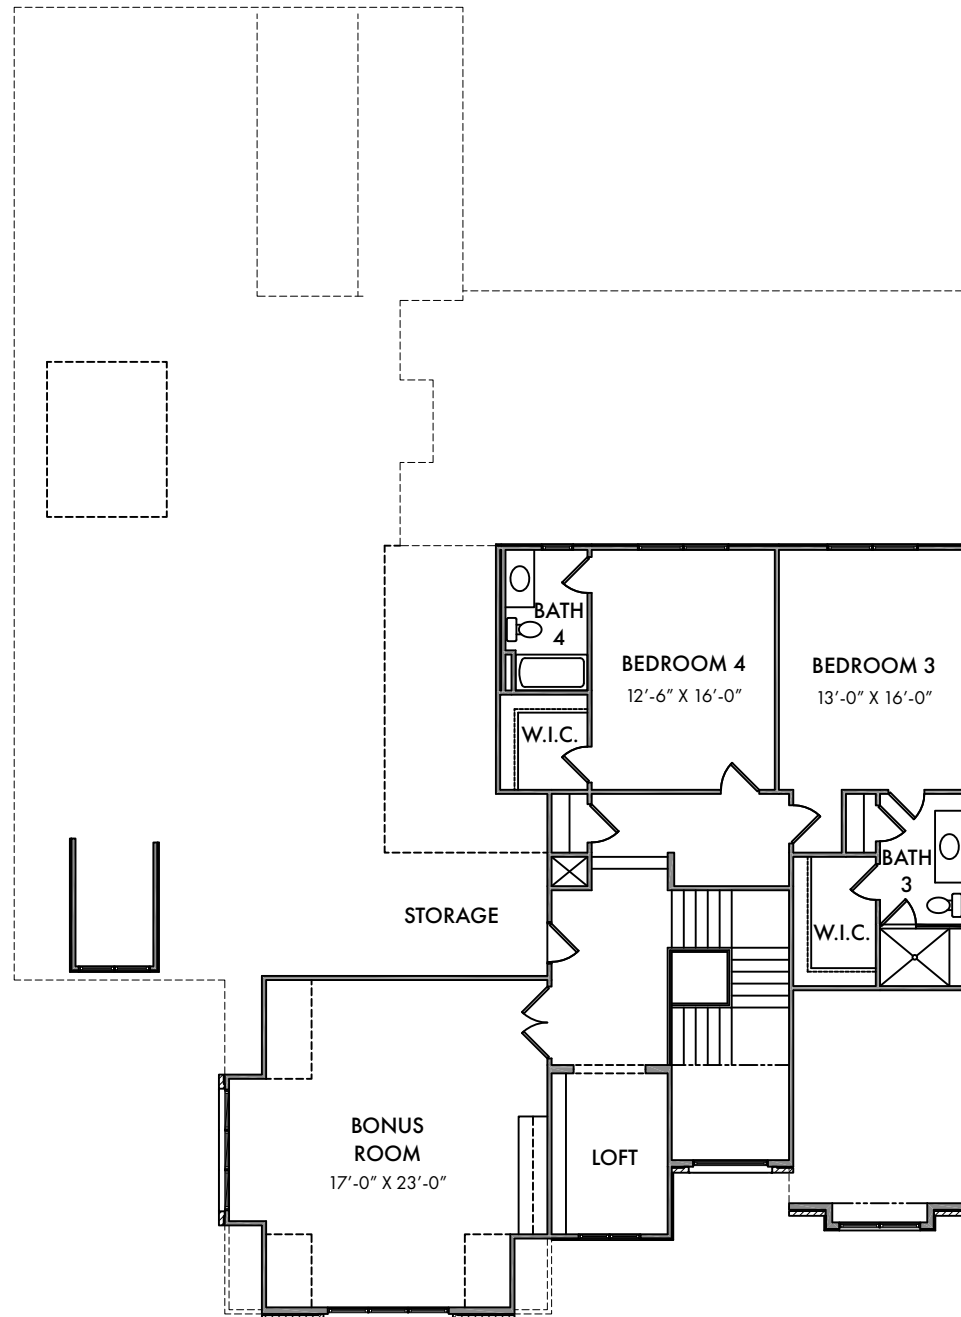 BATH
4
BEDROOM 4
12’-6” X 16’-0”
BEDROOM 3
13’-0” X 16’-0”
W.I.C.
BATH
3
STORAGE
W.I.C.
BONUS
ROOM
17’-0” X 23’-0”
LOFT